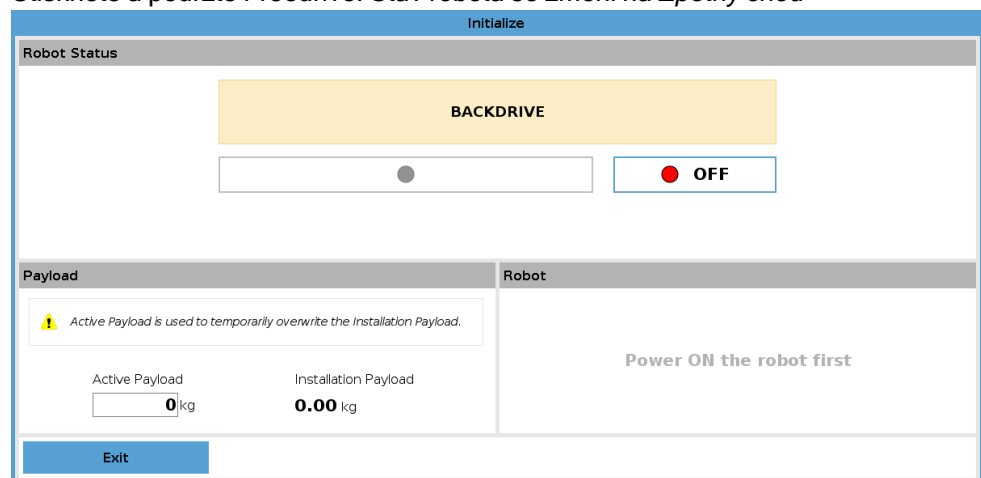 Initialize
Robot Status
BACKDRIVE
OFF
Payload
Robot
Active Payload is used to temporarily overwrite the Installation Payload.
Power ON the robot first
Active Payload
Installation Payload
0 kg
0.00 kg
Exit